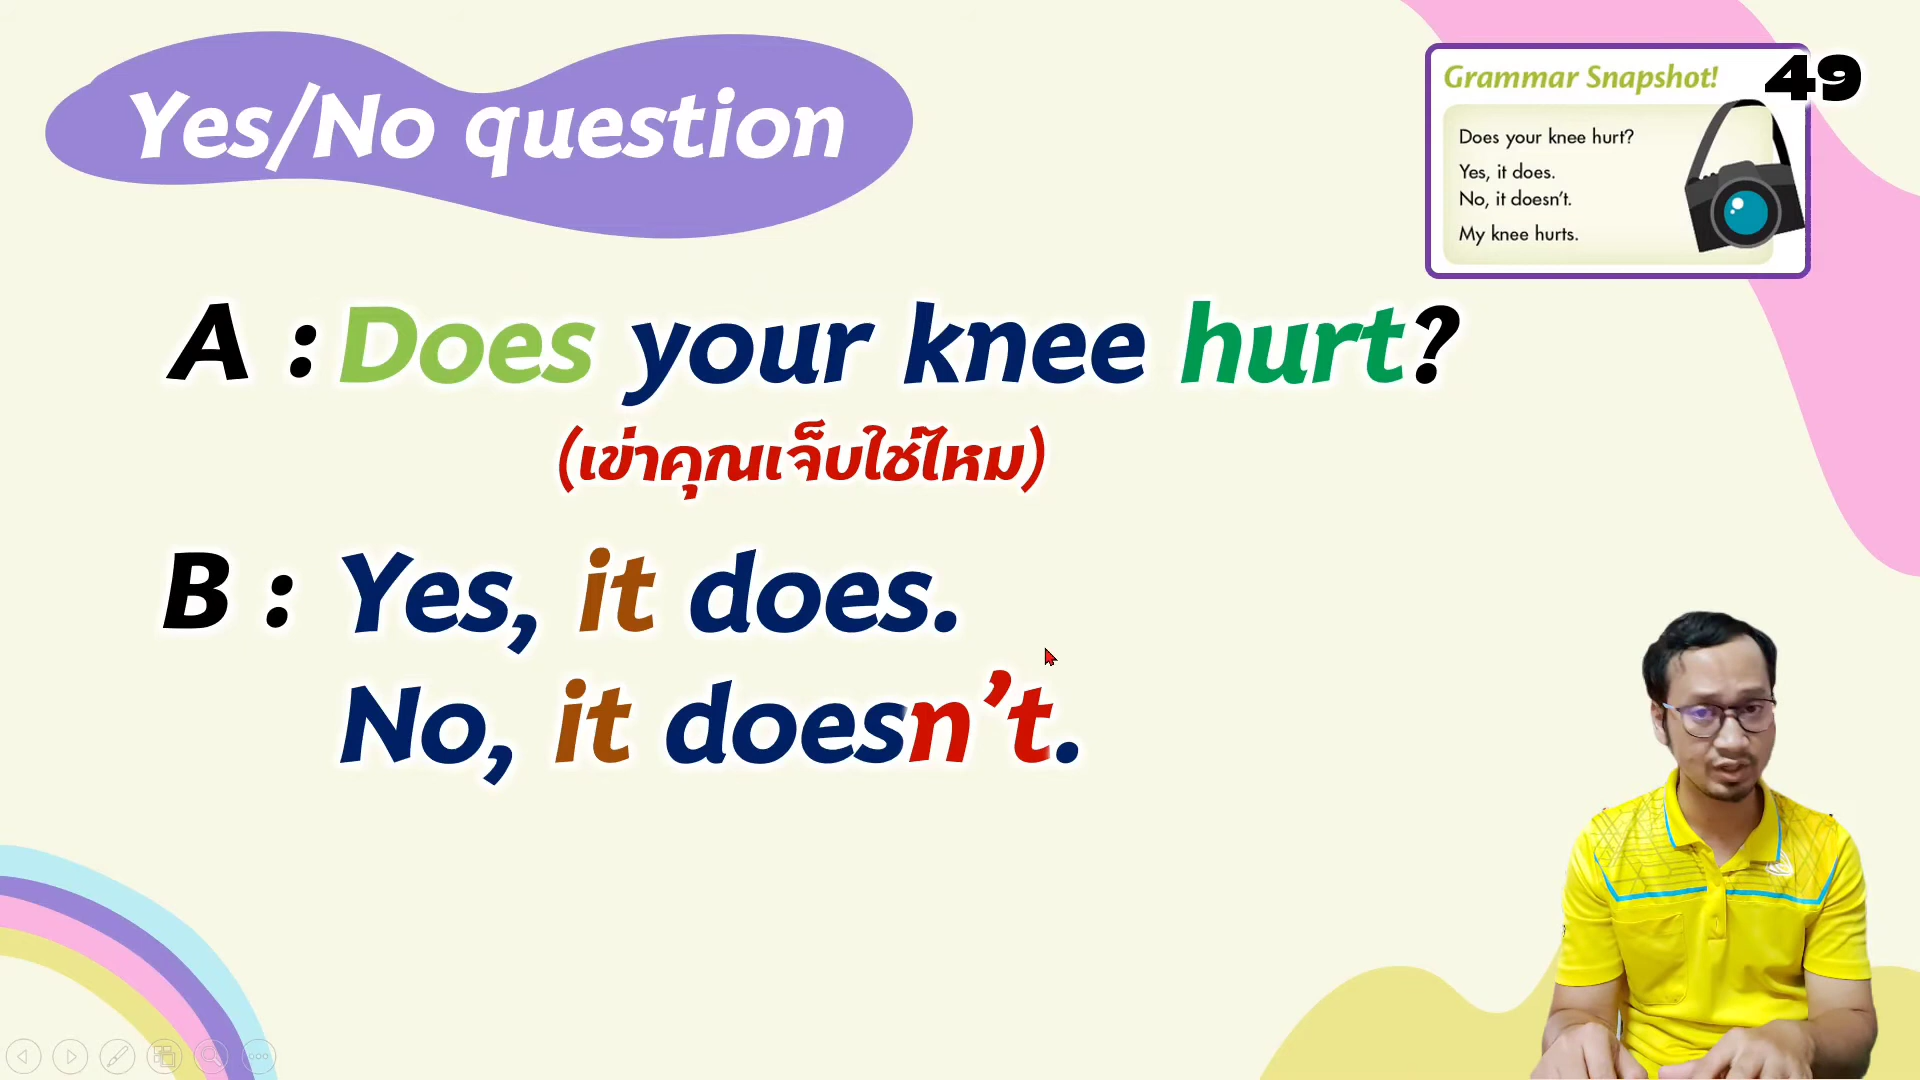 Yes/No question
Grammar Snapshot!
49
Does your knee hurt?
Yes, it does.
No, it doesn't.
My knee hurts.
A : Does your knee hurt?
(เข่าคุณเจ็บใช่ไหม)
B : Yes, it does.
No, it doesn't.